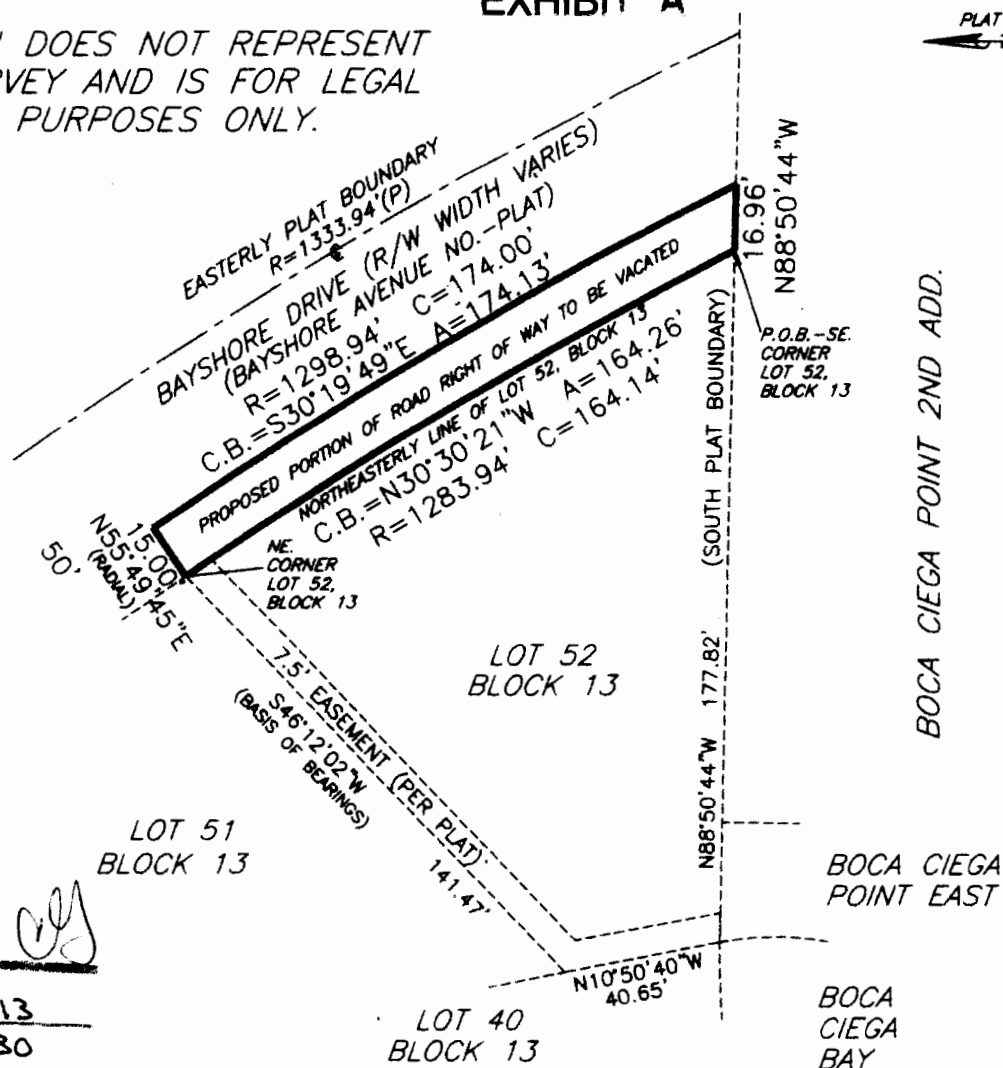 EXHIBIT "A"
DOES NOT REPRESENT
VEY AND IS FOR LEGAL
PURPOSES ONLY.
PLAT
EASTERLY PLAT BOUNDARY
R=1333.94'(P)
BAYSHORE DRIVE (R/W WIDTH VARIES)
(BAYSHORE AVENUE NO.-PLAT)
R=1298.94' C=174.00'
C.B.=S30°19'49"E A=174.13'
PROPOSED PORTION OF ROAD RIGHT OF WAY TO BE VACATED
NORTHEASTERLY LINE OF LOT 52, BLOCK 13
C.B.=N30°30'21"W A=164.26'
R=1283.94' C=164.14'
16.96'
N88°50'44"W
P.O.B.-SE.
CORNER
LOT 52,
BLOCK 13
15.00'
N55°49'45"E
(RADIAL)
50'
NE.
CORNER
LOT 52,
BLOCK 13
(SOUTH PLAT BOUNDARY)
N88°50'44"W 177.82'
BOCA CIEGA POINT 2ND ADD.
LOT 52
BLOCK 13
7.5' EASEMENT (PER PLAT)
S46°12'02"W
(BASIS OF BEARINGS)
141.47'
LOT 51
BLOCK 13
BOCA CIEGA
POINT EAST
N10°50'40"W
40.65'
LOT 40
BLOCK 13
BOCA
CIEGA
BAY
13
30